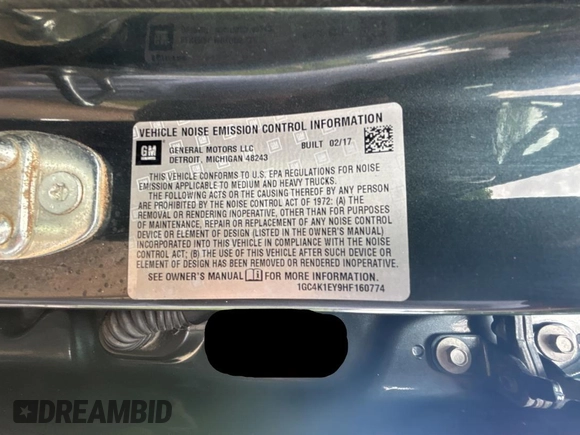 VEHICLE NOISE EMISSION CONTROL INFORMATION
GM
GENERAL MOTORS LLC BUILT 02/17
DETROIT, MICHIGAN 48243
THIS VEHICLE CONFORMS TO U.S. EPA REGULATIONS FOR NOISE
EMISSION APPLICABLE TO MEDIUM AND HEAVY TRUCKS.
THE FOLLOWING ACTS OR THE CAUSING THEREOF BY ANY PERSON
ARE PROHIBITED BY THE NOISE CONTROL ACT OF 1972: (A) THE
REMOVAL OR RENDERING INOPERATIVE, OTHER THAN FOR PURPOSES
OF MAINTENANCE, REPAIR OR REPLACEMENT OF ANY NOISE CONTROL
DEVICE OR ELEMENT OF DESIGN (LISTED IN THE OWNER'S MANUAL)
INCORPORATED INTO THIS VEHICLE IN COMPLIANCE WITH THE NOISE
CONTROL ACT; (B) THE USE OF THIS VEHICLE AFTER SUCH DEVICE OR
ELEMENT OF DESIGN HAS BEEN REMOVED OR RENDERED INOPERATIVE.
SEE OWNER'S MANUAL FOR MORE INFORMATION.
1GC4K1EY9HF160774
DREAMBID